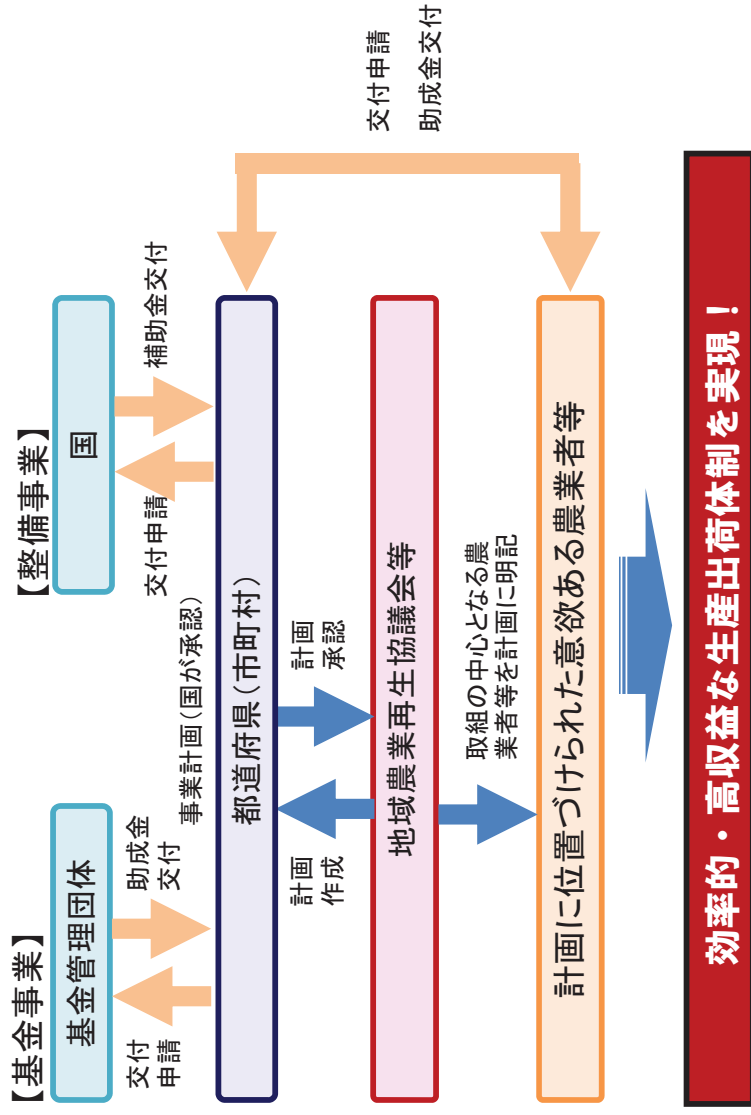 【基金事業】
基金管理団体
交付
申請
助成金
交付
【整備事業】
国
交付申請
補助金交付
事業計画(国が承認)
都道府県(市町村)
計画
作成
計画
承認
地域農業再生協議会等
取組の中心となる農
業者等を計画に明記
計画に位置づけられた意欲ある農業者等
交付申請
助成金交付
効率的・高収益な生産出荷体制を実現!